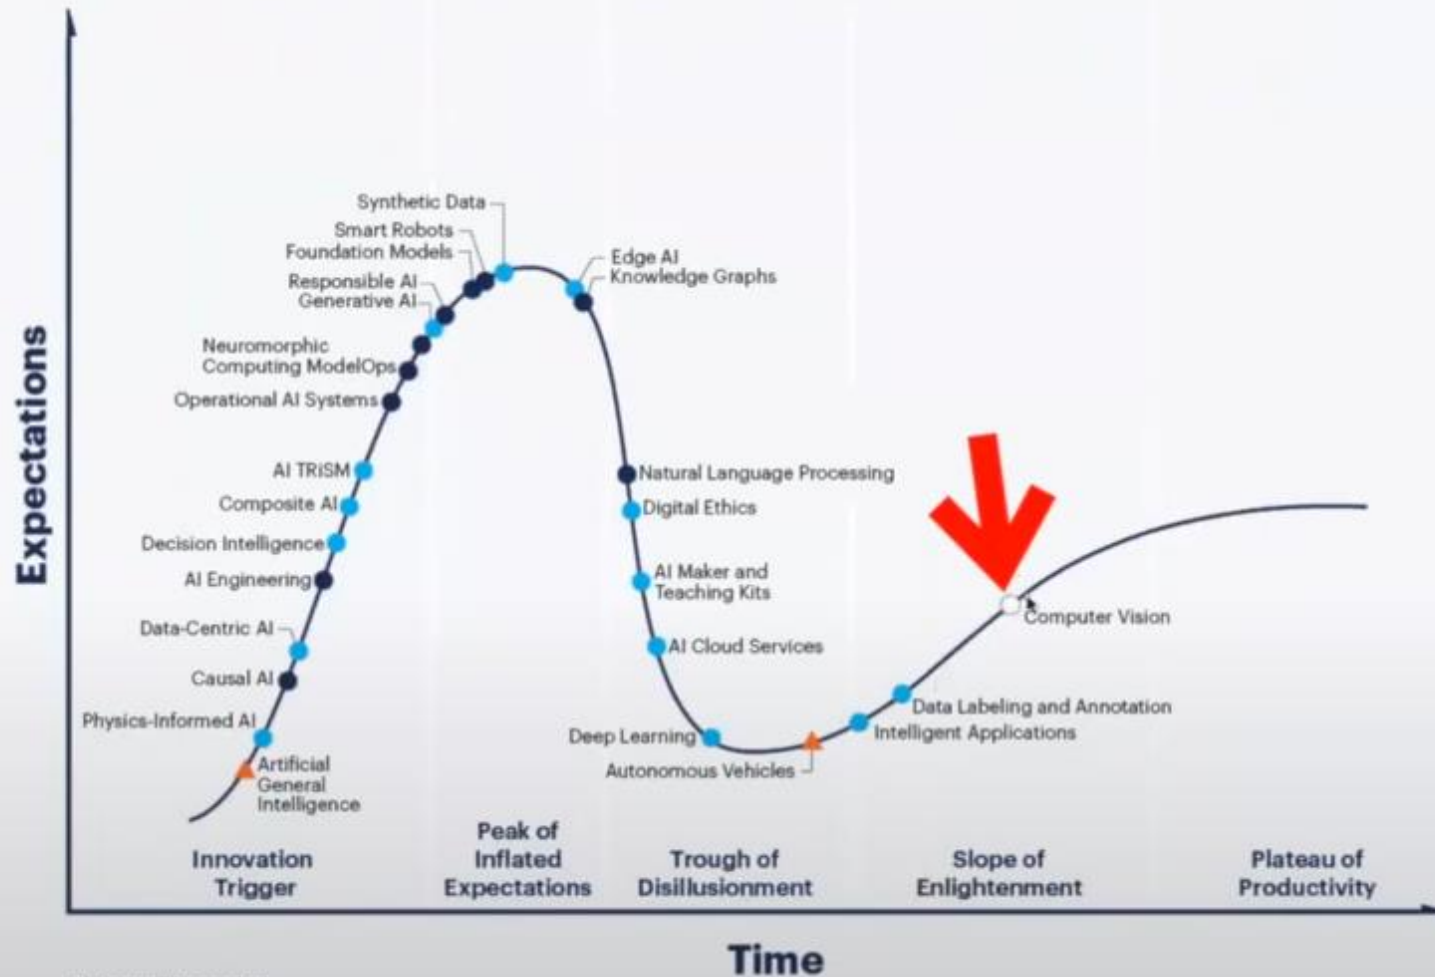 Expectations
Synthetic Data
Smart Robots
Foundation Models
Responsible AI
Generative AI
Neuromorphic
Computing ModelOps
Operational AI Systems
AI TRiSM
Composite AI
Decision Intelligence
AI Engineering
Data-Centric AI
Causal AI
Physics-Informed AI
Artificial
General
Intelligence
Edge AI
Knowledge Graphs
Natural Language Processing
Digital Ethics
AI Maker and
Teaching Kits
AI Cloud Services
Deep Learning
Autonomous Vehicles
Computer Vision
Data Labeling and Annotation
Intelligent Applications
Innovation
Trigger
Peak of
Inflated
Expectations
Trough of
Disillusionment
Slope of
Enlightenment
Plateau of
Productivity
Time